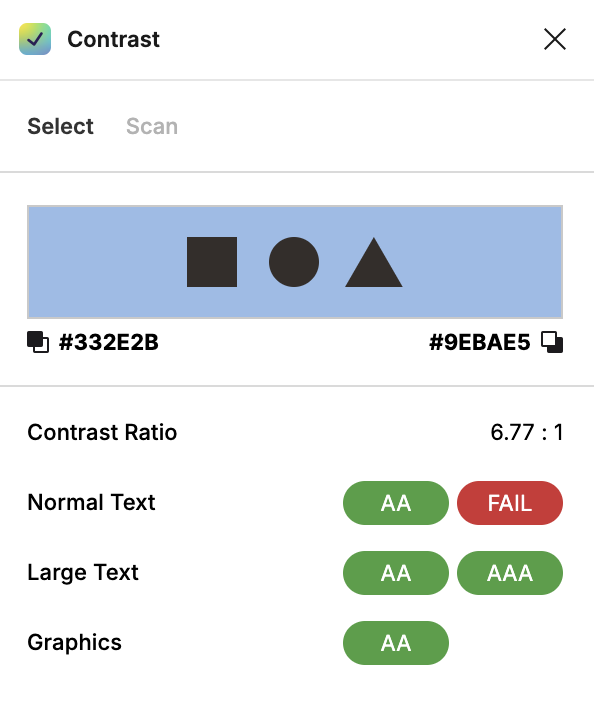 Contrast
Select Scan
#332E2B #9EBAE5
Contrast Ratio 6.77 : 1
Normal Text AA FAIL
Large Text AA AAA
Graphics AA